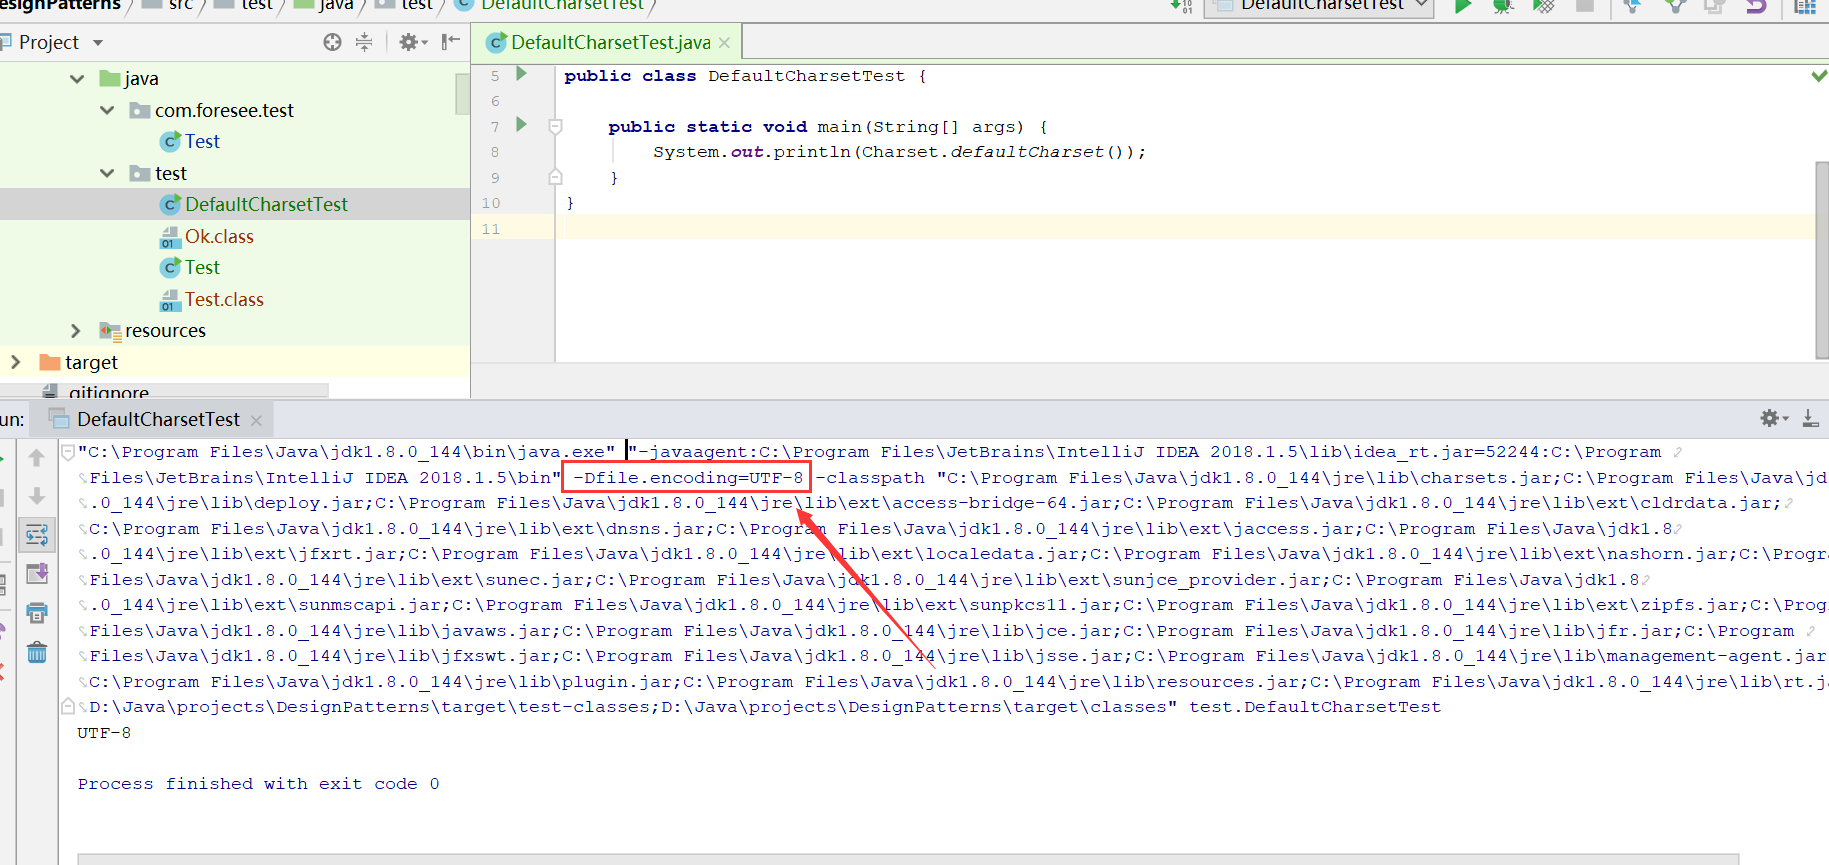 esignPatterns
src
test
java
test
DefaultCharsetTest
DefaultCharsetTest
Project
DefaultCharsetTest.java
java
com.foresee.test
Test
test
DefaultCharsetTest
Ok.class
Test
Test.class
resources
target
.gitignore
5 public class DefaultCharsetTest {
6
7 public static void main(String[] args) {
8 System.out.println(Charset.defaultCharset());
9 }
10 }
11
un: DefaultCharsetTest
"C:\Program Files\Java\jdk1.8.0_144\bin\java.exe" "-javaagent:C:\Program Files\JetBrains\IntelliJ IDEA 2018.1.5\lib\idea_rt.jar=52244:C:\Program
Files\JetBrains\IntelliJ IDEA 2018.1.5\bin" -Dfile.encoding=UTF-8 -classpath "C:\Program Files\Java\jdk1.8.0_144\jre\lib\charsets.jar;C:\Program Files\Java\jd
.0_144\jre\lib\deploy.jar;C:\Program Files\Java\jdk1.8.0_144\jre\lib\ext\access-bridge-64.jar;C:\Program Files\Java\jdk1.8.0_144\jre\lib\ext\cldrdata.jar;
C:\Program Files\Java\jdk1.8.0_144\jre\lib\ext\dnsns.jar;C:\Program Files\Java\jdk1.8.0_144\jre\lib\ext\jaccess.jar;C:\Program Files\Java\jdk1.8
.0_144\jre\lib\ext\jfxrt.jar;C:\Program Files\Java\jdk1.8.0_144\jre\lib\ext\localedata.jar;C:\Program Files\Java\jdk1.8.0_144\jre\lib\ext\nashorn.jar;C:\Progra
Files\Java\jdk1.8.0_144\jre\lib\ext\sunec.jar;C:\Program Files\Java\jdk1.8.0_144\jre\lib\ext\sunjce_provider.jar;C:\Program Files\Java\jdk1.8
.0_144\jre\lib\ext\sunmscapi.jar;C:\Program Files\Java\jdk1.8.0_144\jre\lib\ext\sunpkcs11.jar;C:\Program Files\Java\jdk1.8.0_144\jre\lib\ext\zipfs.jar;C:\Prog
Files\Java\jdk1.8.0_144\jre\lib\javaws.jar;C:\Program Files\Java\jdk1.8.0_144\jre\lib\jce.jar;C:\Program Files\Java\jdk1.8.0_144\jre\lib\jfr.jar;C:\Program
Files\Java\jdk1.8.0_144\jre\lib\jfxswt.jar;C:\Program Files\Java\jdk1.8.0_144\jre\lib\jsse.jar;C:\Program Files\Java\jdk1.8.0_144\jre\lib\management-agent.jar
C:\Program Files\Java\jdk1.8.0_144\jre\lib\plugin.jar;C:\Program Files\Java\jdk1.8.0_144\jre\lib\resources.jar;C:\Program Files\Java\jdk1.8.0_144\jre\lib\rt.ja
D:\Java\projects\DesignPatterns\target\test-classes;D:\Java\projects\DesignPatterns\target\classes" test.DefaultCharsetTest
UTF-8
Process finished with exit code 0